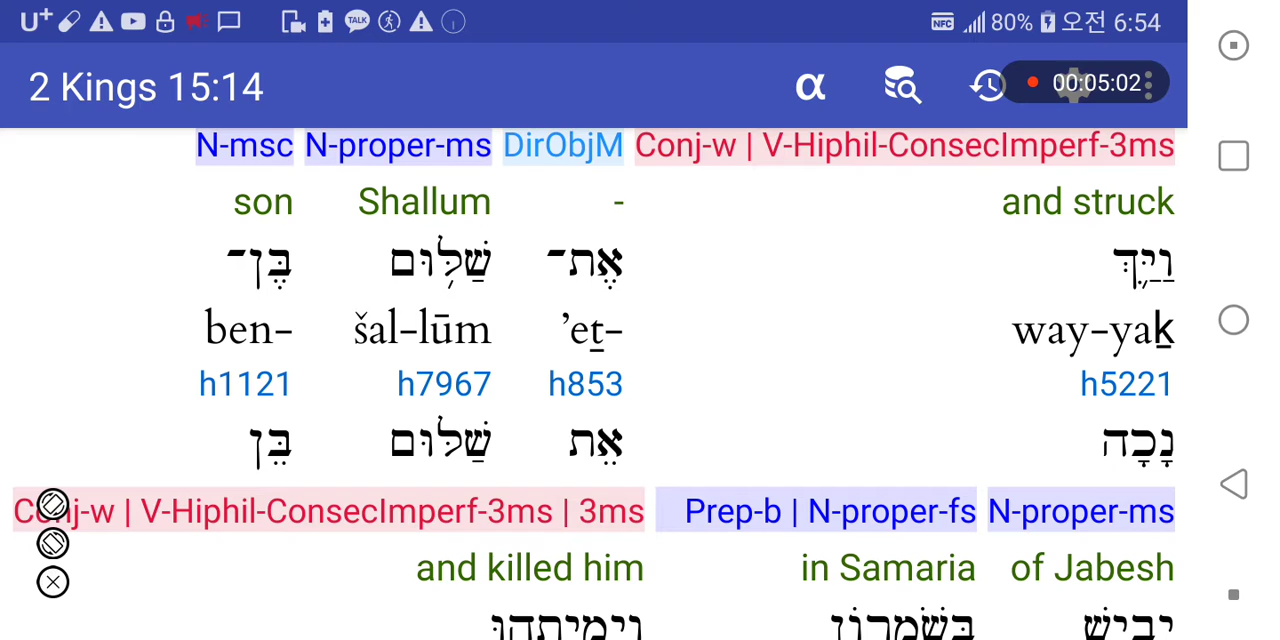 U+ TALK NFC 80% 오전 6:54
2 Kings 15:14 α 00:05:02
N-msc N-proper-ms DirObjM Conj-w | V-Hiphil-ConsecImperf-3ms
son Shallum - and struck
וַיַּ֥ךְ אֶת־ שַׁלּ֥וּם בֶּן־
ben- šal-lūm ’eṯ- way-yaḵ
h1121 h7967 h853 h5221
נָכָה אֵת שַׁלּוּם בֵּן
Conj-w | V-Hiphil-ConsecImperf-3ms | 3ms Prep-b | N-proper-fs N-proper-ms
and killed him in Samaria of Jabesh